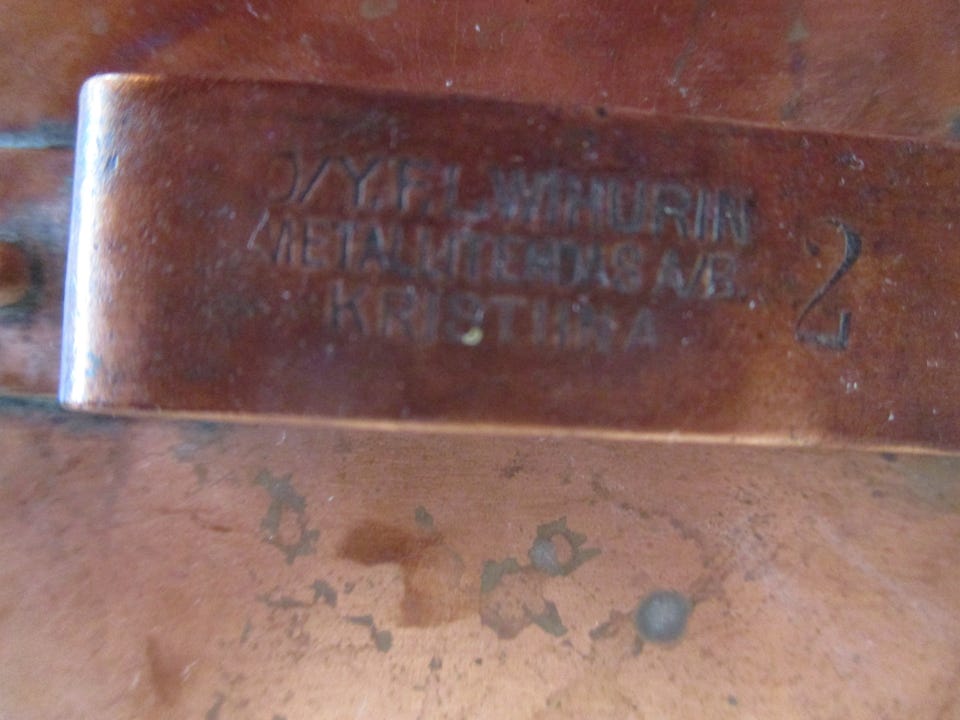 O/Y. F. L. WIHURIN
METALLITEHDAS A/B.
KRISTIINA
2